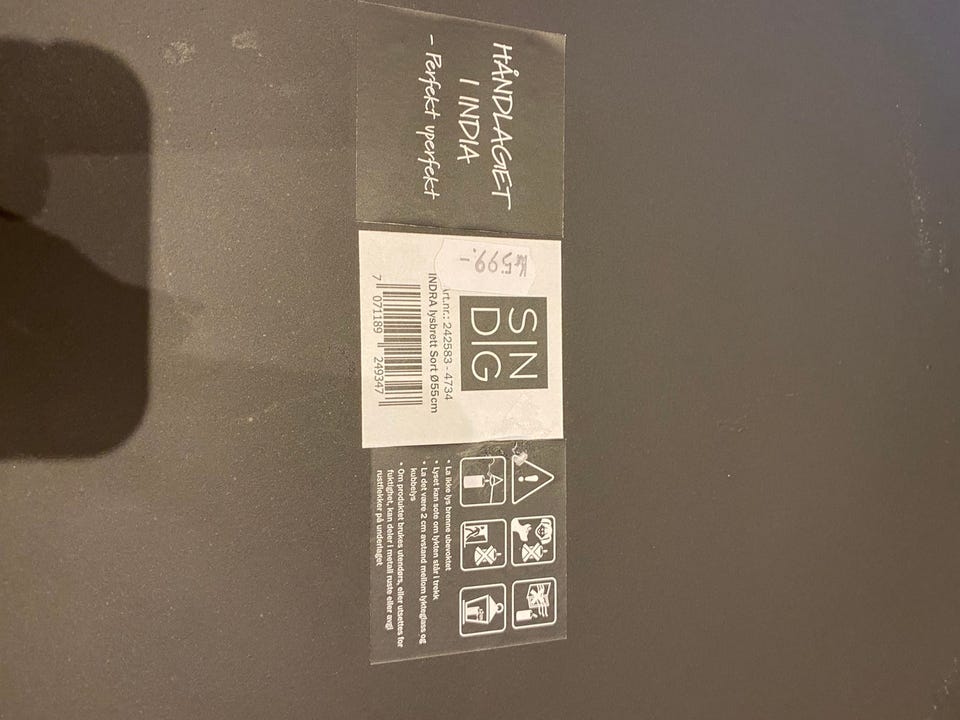 HÅNDLAGET
I INDIA
- Perfekt uperfekt
kr 599.-
SIN
DIG
Art.nr.: 242583 - 4734
INDRA lysbrett Sort Ø55cm
7 071189 249347
• La ikke lys brenne ubevoktet
• Lyset kan sote om lykten står i trekk
• La det være 2 cm avstand mellom lykteglass og
kubbelys
• Om produktet brukes utendørs, eller utsettes for
fuktighet, kan deler i metall ruste eller avgi
rustflekker på underlaget